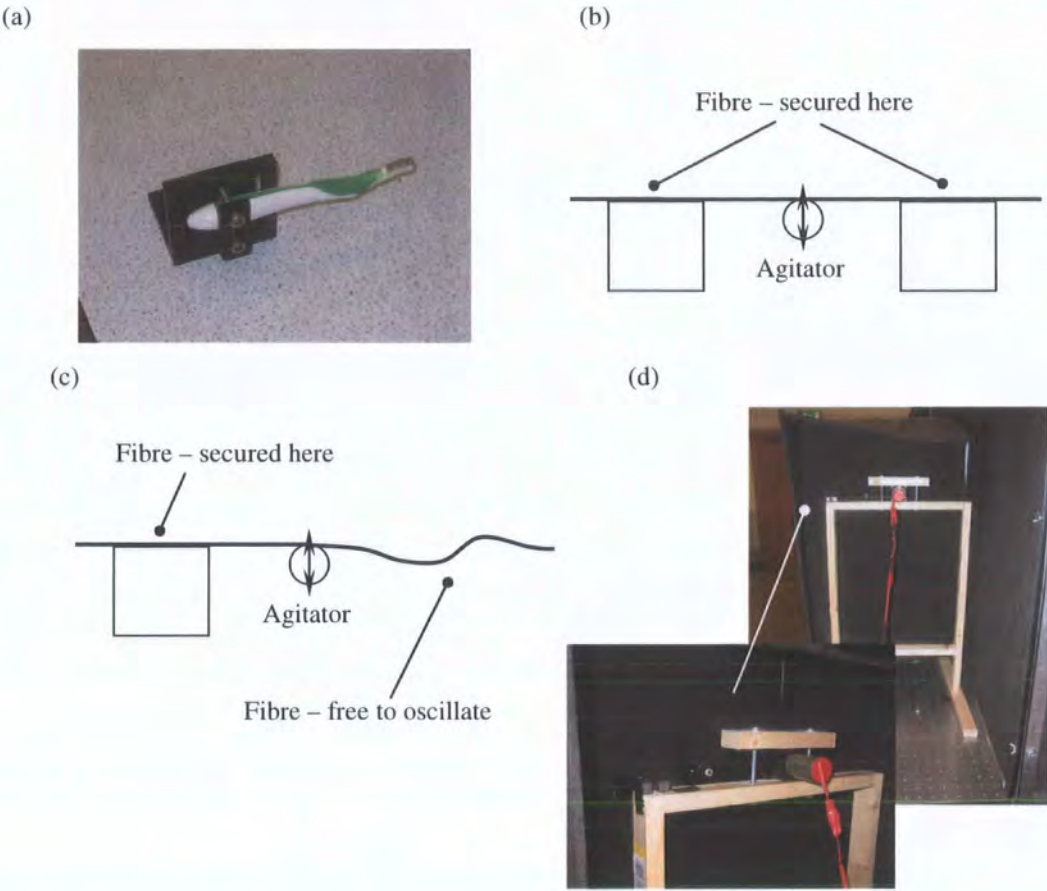 (a)
(b)
Fibre – secured here
Agitator
(c)
(d)
Fibre – secured here
Agitator
Fibre – free to oscillate